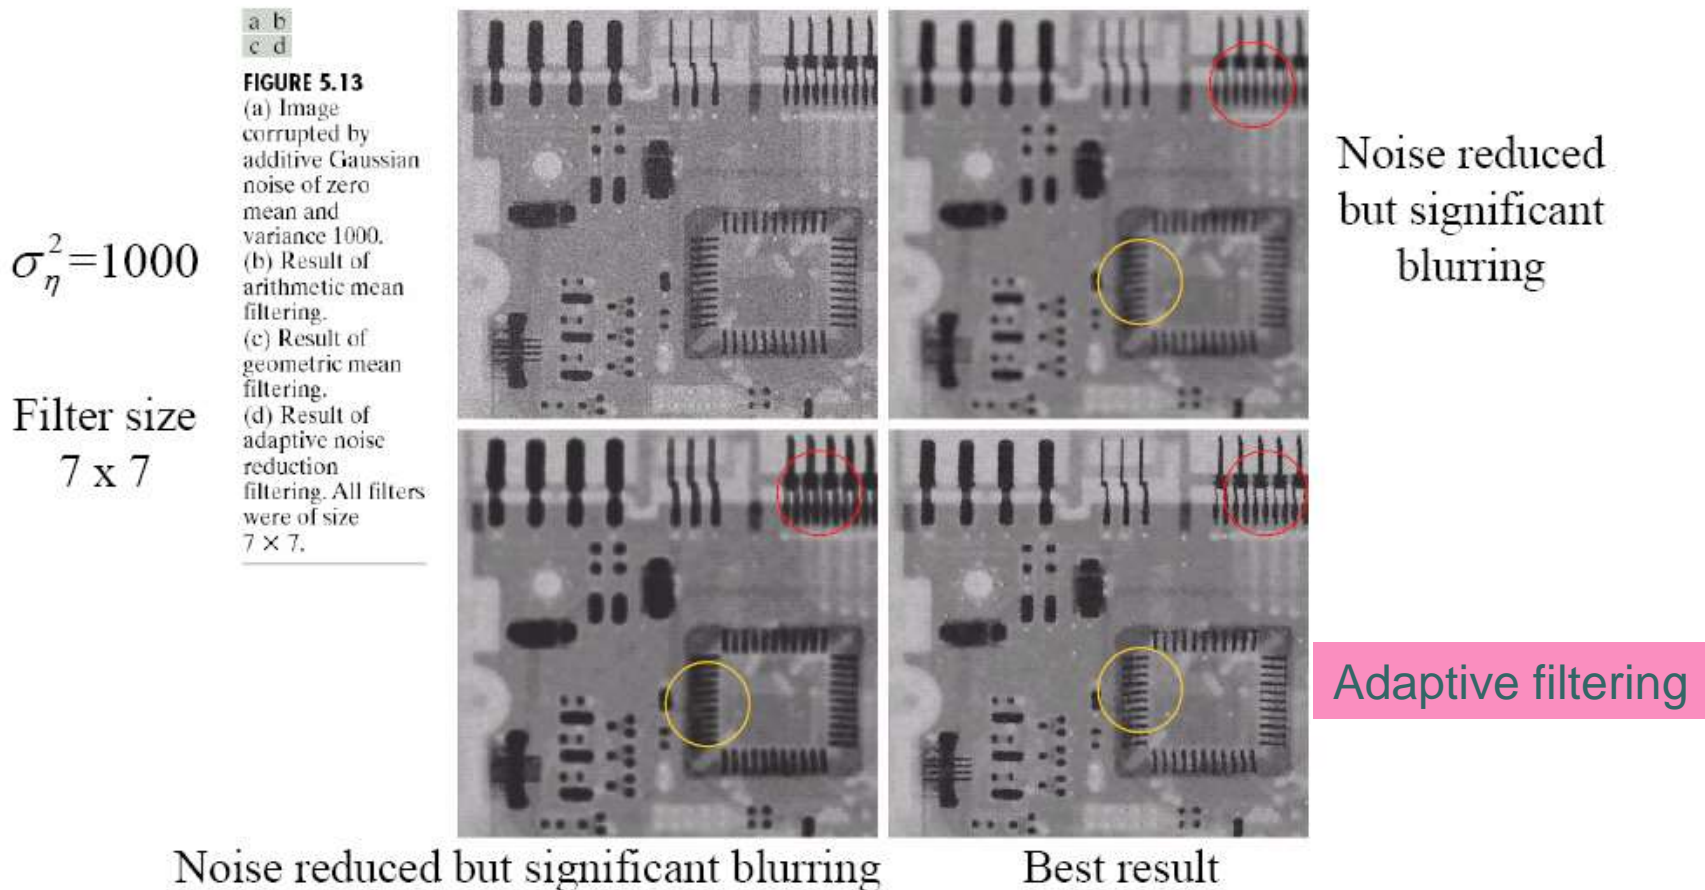 a b
c d
FIGURE 5.13
(a) Image
corrupted by
additive Gaussian
noise of zero
mean and
variance 1000.
(b) Result of
arithmetic mean
filtering.
(c) Result of
geometric mean
filtering.
(d) Result of
adaptive noise
reduction
filtering. All filters
were of size
7 × 7.
σ²_η=1000
Filter size
7 x 7
Noise reduced
but significant
blurring
Adaptive filtering
Noise reduced but significant blurring
Best result